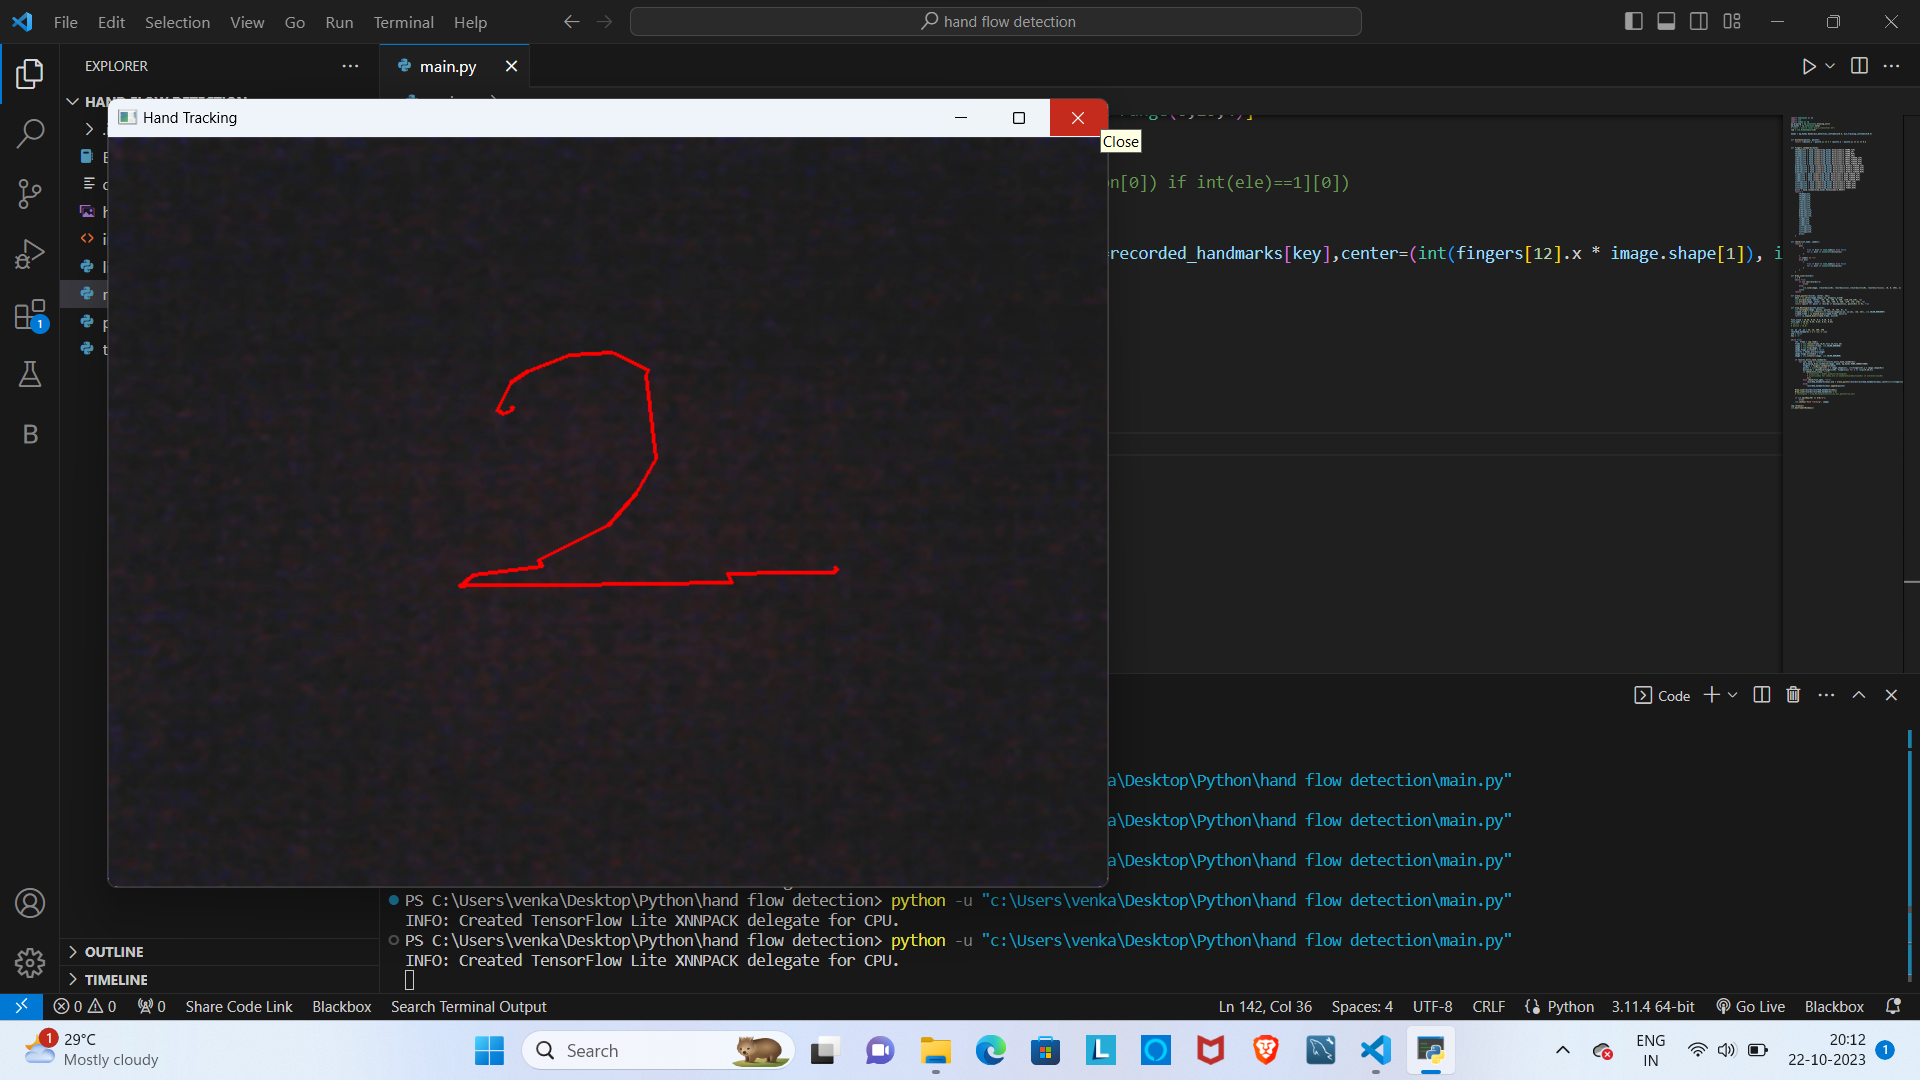 File Edit Selection View Go Run Terminal Help
hand flow detection
EXPLORER
main.py
Hand Tracking
Close
n[0]) if int(ele)==1][0])
recorded_handmarks[key],center=(int(fingers[12].x * image.shape[1]), i
2
1
B
Code
a\Desktop\Python\hand flow detection\main.py"
a\Desktop\Python\hand flow detection\main.py"
a\Desktop\Python\hand flow detection\main.py"
PS C:\Users\venka\Desktop\Python\hand flow detection> python -u "c:\Users\venka\Desktop\Python\hand flow detection\main.py"
INFO: Created TensorFlow Lite XNNPACK delegate for CPU.
PS C:\Users\venka\Desktop\Python\hand flow detection> python -u "c:\Users\venka\Desktop\Python\hand flow detection\main.py"
INFO: Created TensorFlow Lite XNNPACK delegate for CPU.
OUTLINE
TIMELINE
0 0 0 Share Code Link Blackbox Search Terminal Output Ln 142, Col 36 Spaces: 4 UTF-8 CRLF Python 3.11.4 64-bit Go Live Blackbox
1 29°C
Mostly cloudy
Search
ENG
IN
20:12
22-10-2023
1